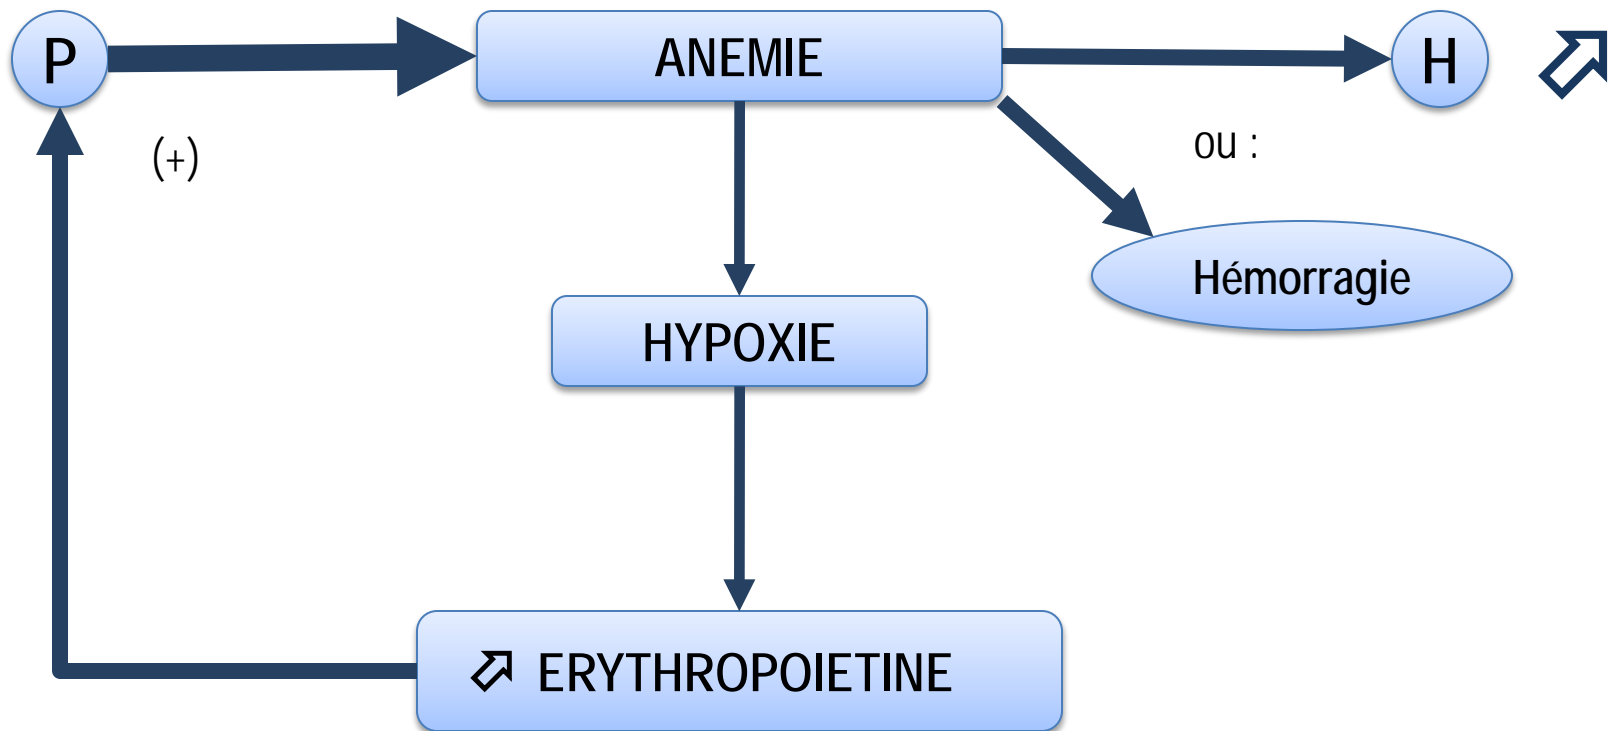 P
ANEMIE
H
(+)
ou :
Hémorragie
HYPOXIE
ERYTHROPOIETINE